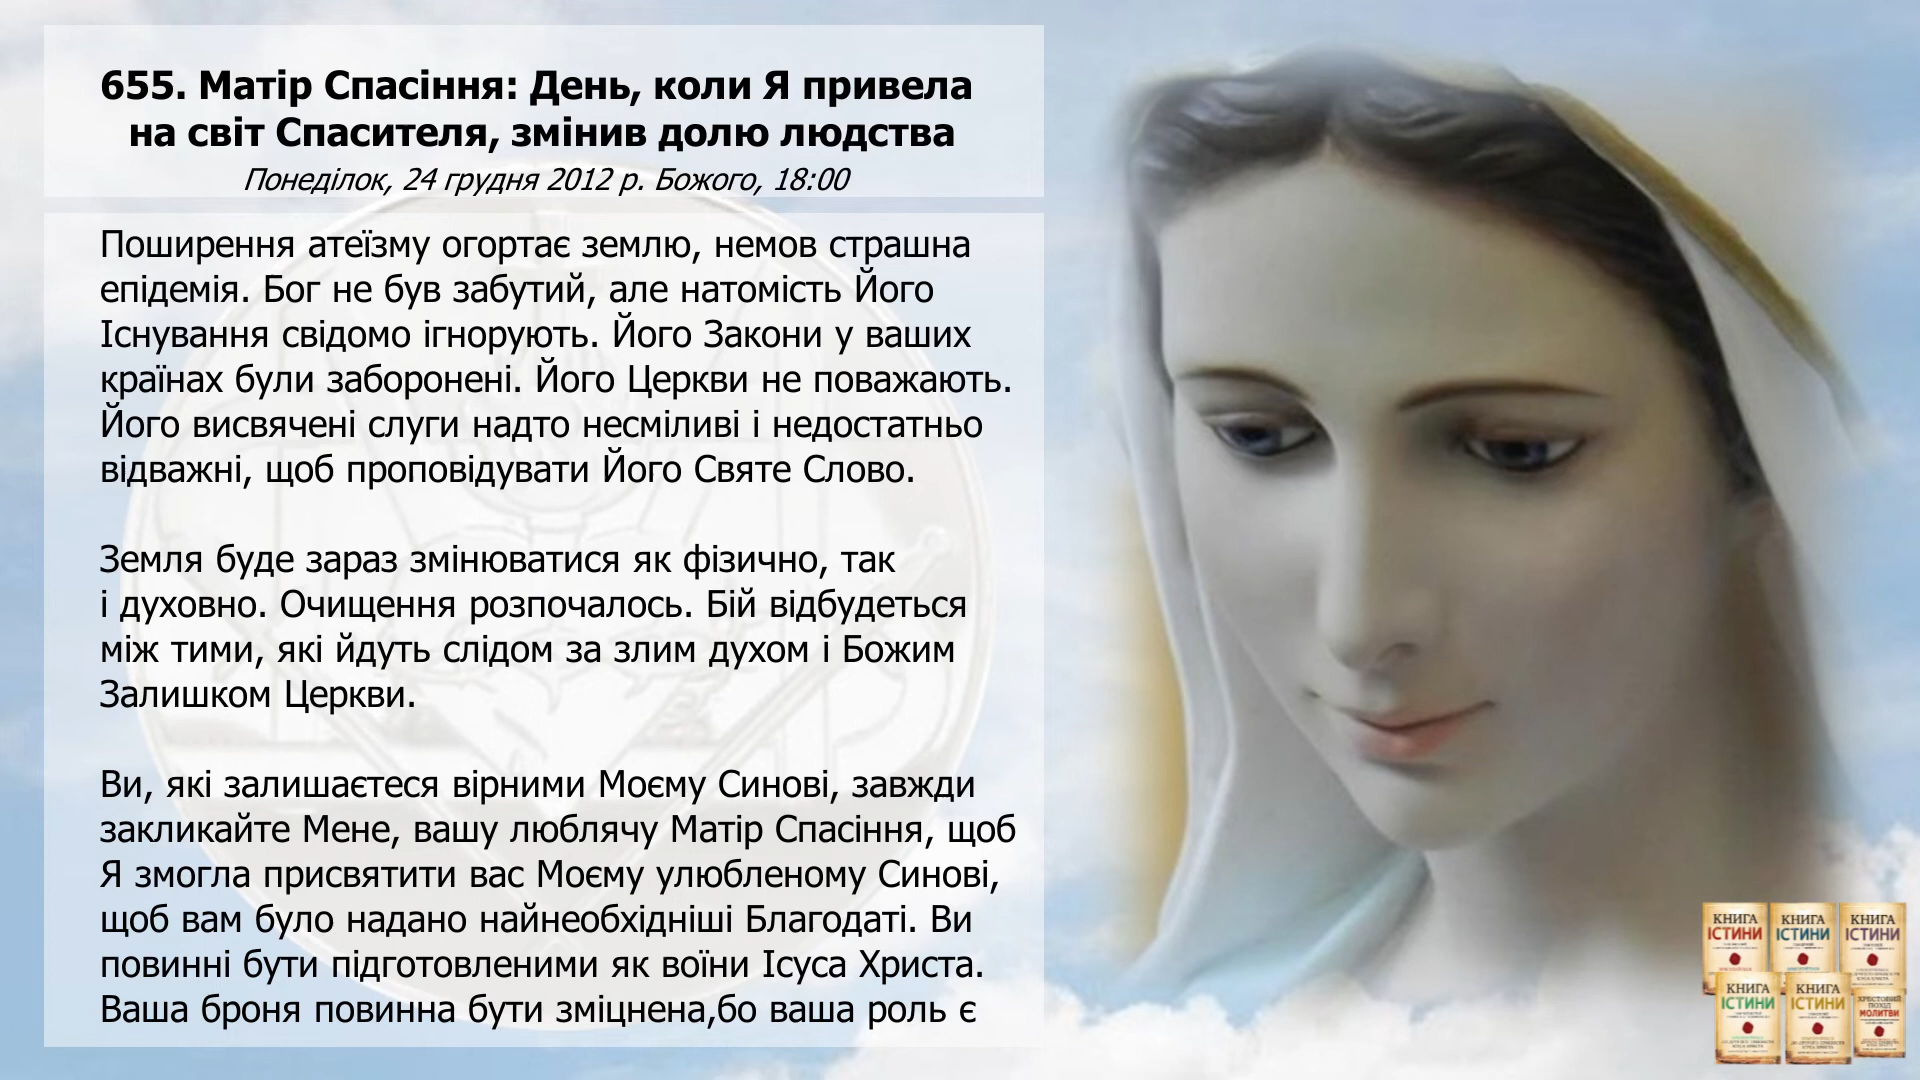 655. Матір Спасіння: День, коли Я привела
на світ Спасителя, змінив долю людства
Понеділок, 24 грудня 2012 р. Божого, 18:00
Поширення атеїзму огортає землю, немов страшна
епідемія. Бог не був забутий, але натомість Його
Існування свідомо ігнорують. Його Закони у ваших
країнах були заборонені. Його Церкви не поважають.
Його висвячені слуги надто несміливі і недостатньо
відважні, щоб проповідувати Його Святе Слово.
Земля буде зараз змінюватися як фізично, так
і духовно. Очищення розпочалось. Бій відбудеться
між тими, які йдуть слідом за злим духом і Божим
Залишком Церкви.
Ви, які залишаєтеся вірними Моєму Синові, завжди
закликайте Мене, вашу люблячу Матір Спасіння, щоб
Я змогла присвятити вас Моєму улюбленому Синові,
щоб вам було надано найнеобхідніші Благодаті. Ви
повинні бути підготовленими як воїни Ісуса Христа.
Ваша броня повинна бути зміцнена,бо ваша роль є
КНИГА ІСТИНИ
КНИГА ІСТИНИ
КНИГА ІСТИНИ
КНИГА ІСТИНИ
КНИГА ІСТИНИ
ХРЕСТОВИЙ ПОХІД МОЛИТВИ